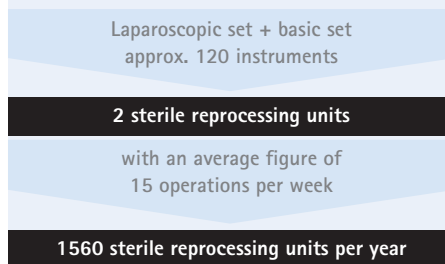 Laparoscopic set + basic set
approx. 120 instruments
2 sterile reprocessing units
with an average figure of
15 operations per week
1560 sterile reprocessing units per year